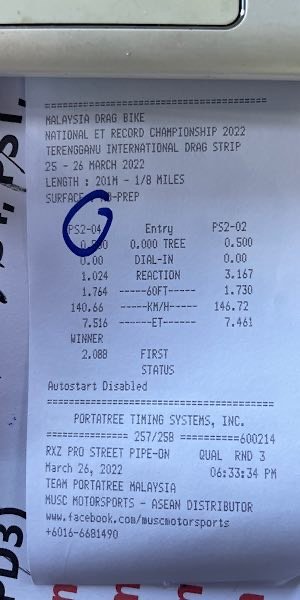 MALAYSIA DRAG BIKE
NATIONAL ET RECORD CHAMPIONSHIP 2022
TERENGGANU INTERNATIONAL DRAG STRIP
25 - 26 MARCH 2022
LENGTH : 201M - 1/8 MILES
SURFACE -PREP
PS2-04 Entry PS2-02
0.500 0.000 TREE 0.500
0.00 DIAL-IN 0.00
1.024 REACTION 3.167
1.764 -----60FT----- 1.730
140.66 -----KM/H----- 146.72
7.516 ------ET----- 7.461
WINNER
2.088 FIRST
STATUS
Autostart Disabled
PORTATREE TIMING SYSTEMS, INC.
=============== 257/258 ==========600214
RXZ PRO STREET PIPE-ON QUAL RND 3
March 26, 2022 06:33:34 PM
TEAM PORTATREE MALAYSIA
MUSC MOTORSPORTS - ASEAN DISTRIBUTOR
www.facebook.com/muscmotorsports
+6016-6681490
PD3)